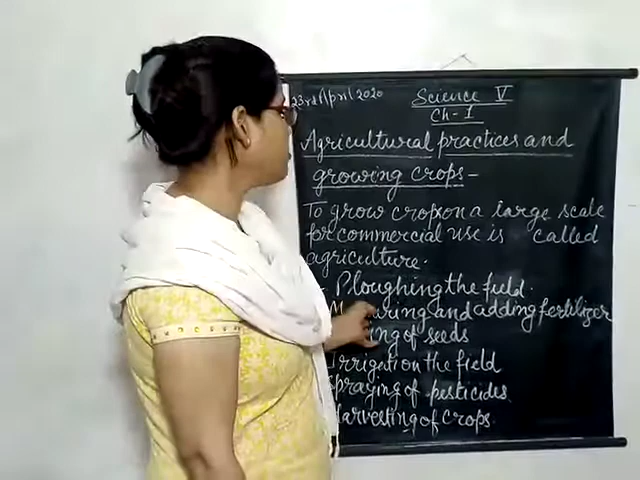 23rd April 2020
Science V
Ch - I
Agricultural practices and
growing crops -
To grow crops on a large scale
for commercial use is called
agriculture.
Ploughing the field.
and adding fertilizer
of seeds
Irrigation the field
Spraying of pesticides
Harvesting of crops